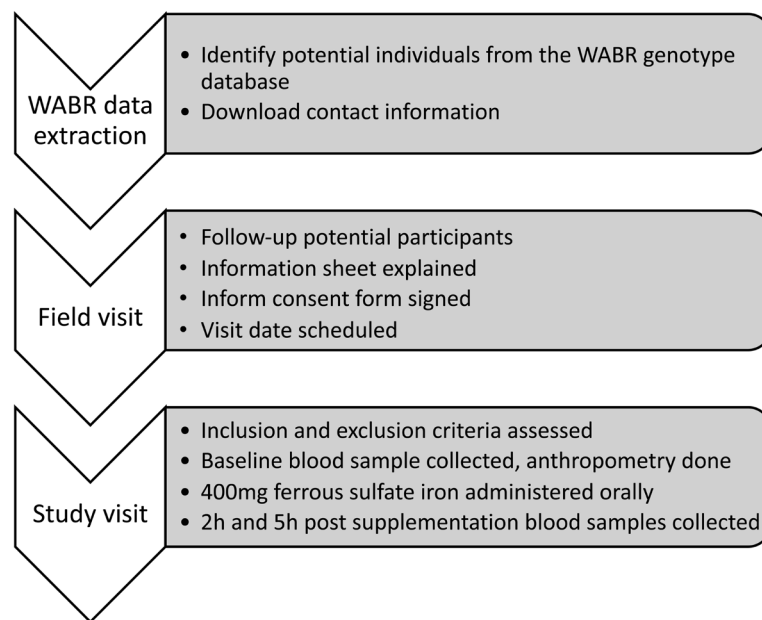 WABR data
extraction
• Identify potential individuals from the WABR genotype
database
• Download contact information
Field visit
• Follow-up potential participants
• Information sheet explained
• Inform consent form signed
• Visit date scheduled
Study visit
• Inclusion and exclusion criteria assessed
• Baseline blood sample collected, anthropometry done
• 400mg ferrous sulfate iron administered orally
• 2h and 5h post supplementation blood samples collected